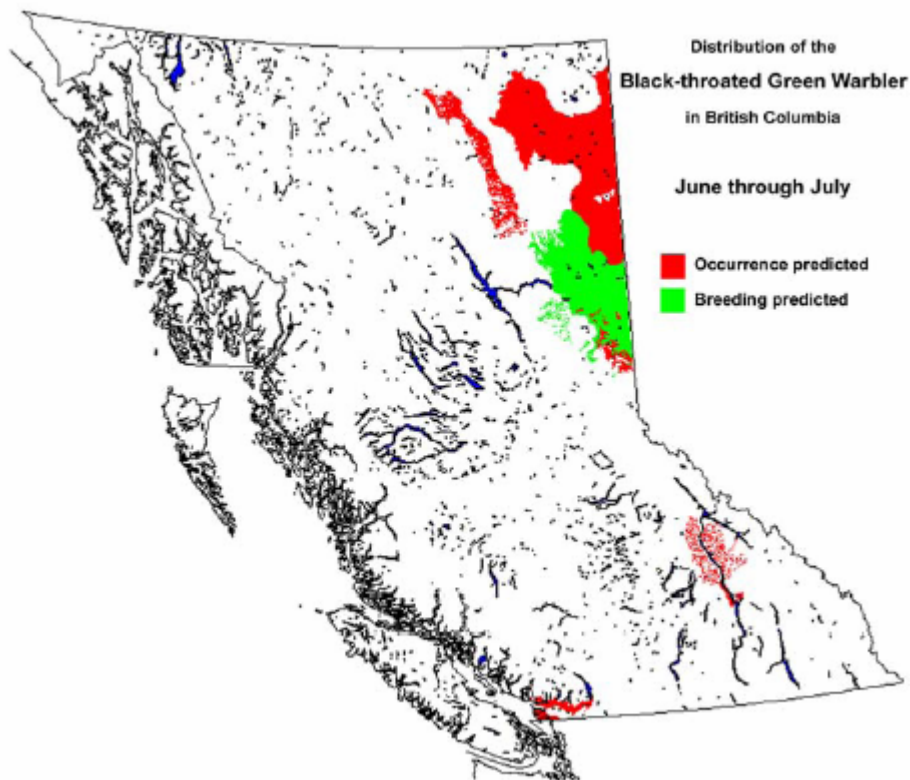 Distribution of the
Black-throated Green Warbler
in British Columbia
June through July
Occurrence predicted
Breeding predicted